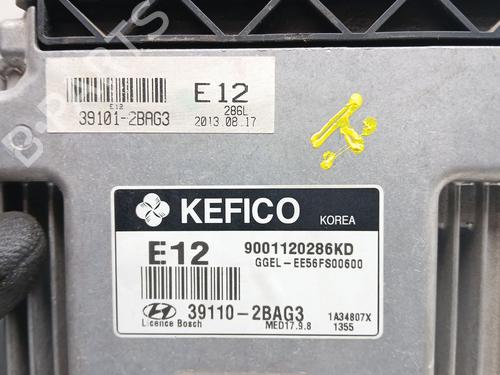 E12
E12
286L
39101-2BAG3
2013.08.17
KEFICO
KOREA
E12
9001120286KD
GGEL-EE56FS00600
39110-2BAG3
1A34807X
Licence Bosch
MED17.9.8
1355